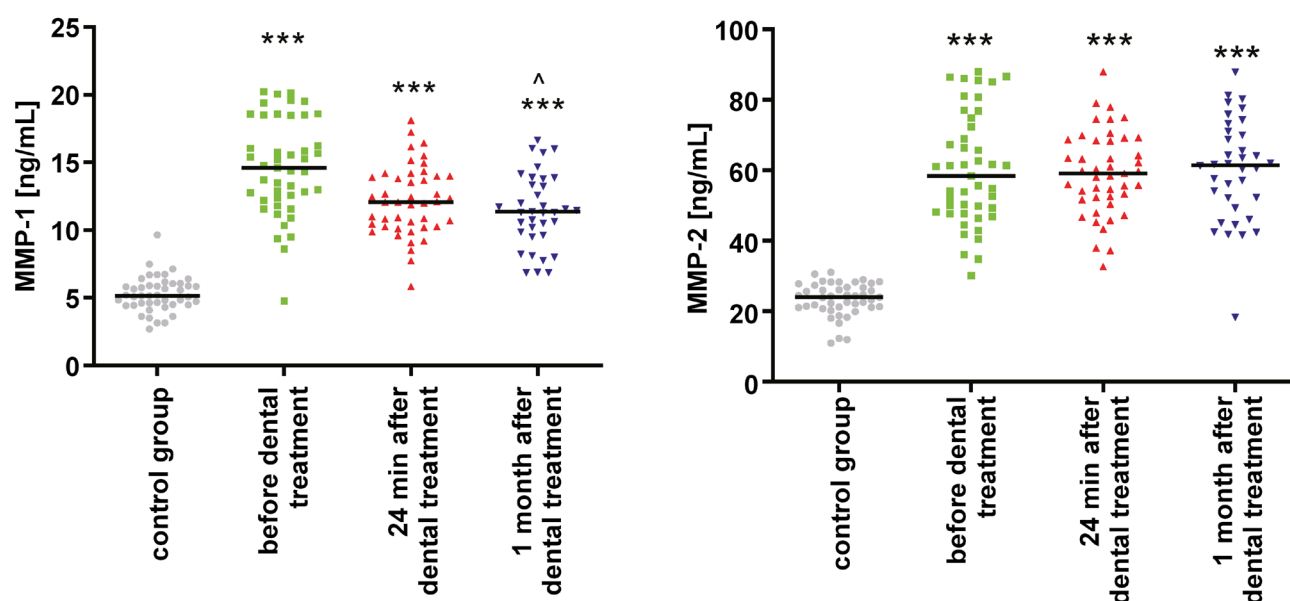 MMP-1 [ng/mL]
25
20
15
10
5
0
***
***
^
***
control group
before dental
treatment
24 min after
dental treatment
1 month after
dental treatment
MMP-2 [ng/mL]
100
80
60
40
20
0
***
***
***
control group
before dental
treatment
24 min after
dental treatment
1 month after
dental treatment